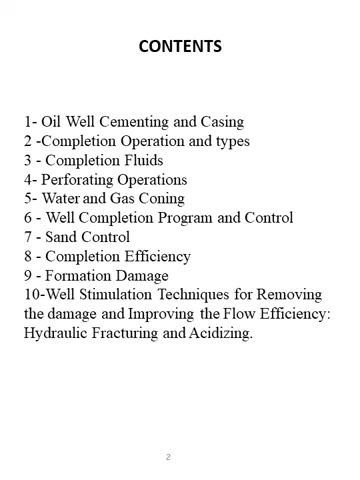 CONTENTS
1- Oil Well Cementing and Casing
2 -Completion Operation and types
3 - Completion Fluids
4- Perforating Operations
5- Water and Gas Coning
6 - Well Completion Program and Control
7 - Sand Control
8 - Completion Efficiency
9 - Formation Damage
10-Well Stimulation Techniques for Removing
the damage and Improving the Flow Efficiency:
Hydraulic Fracturing and Acidizing.
2